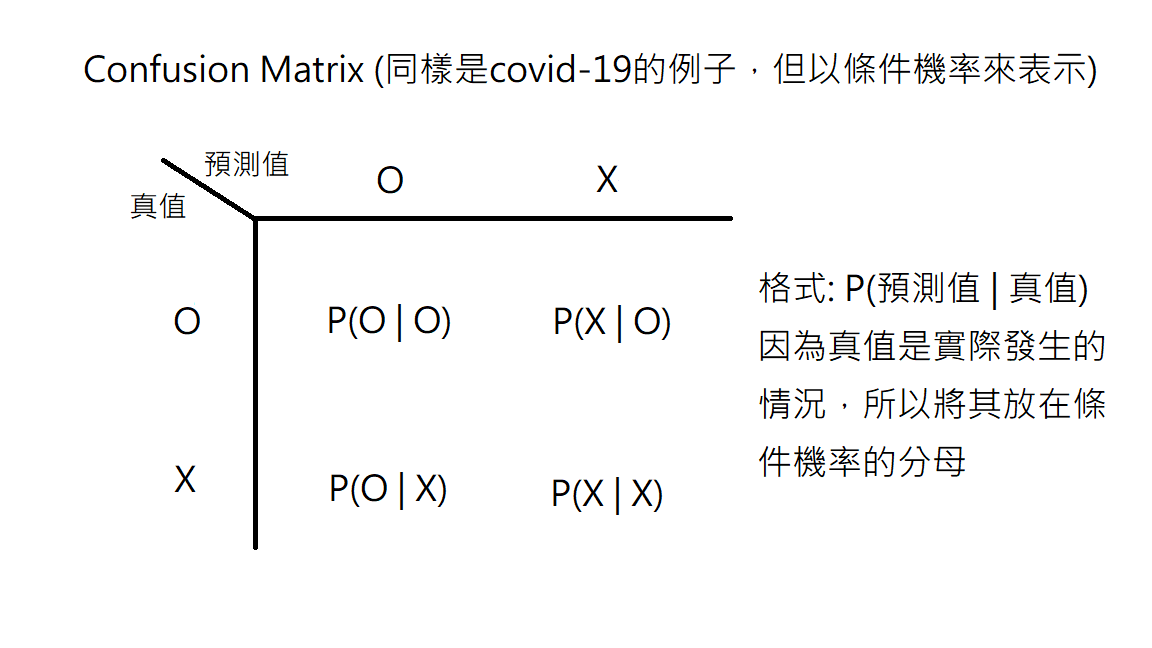 Confusion Matrix (同樣是covid-19的例子，但以條件機率來表示)
預測值
真值
O X
O P(O | O) P(X | O)
X P(O | X) P(X | X)
格式: P(預測值 | 真值)
因為真值是實際發生的
情況，所以將其放在條
件機率的分母